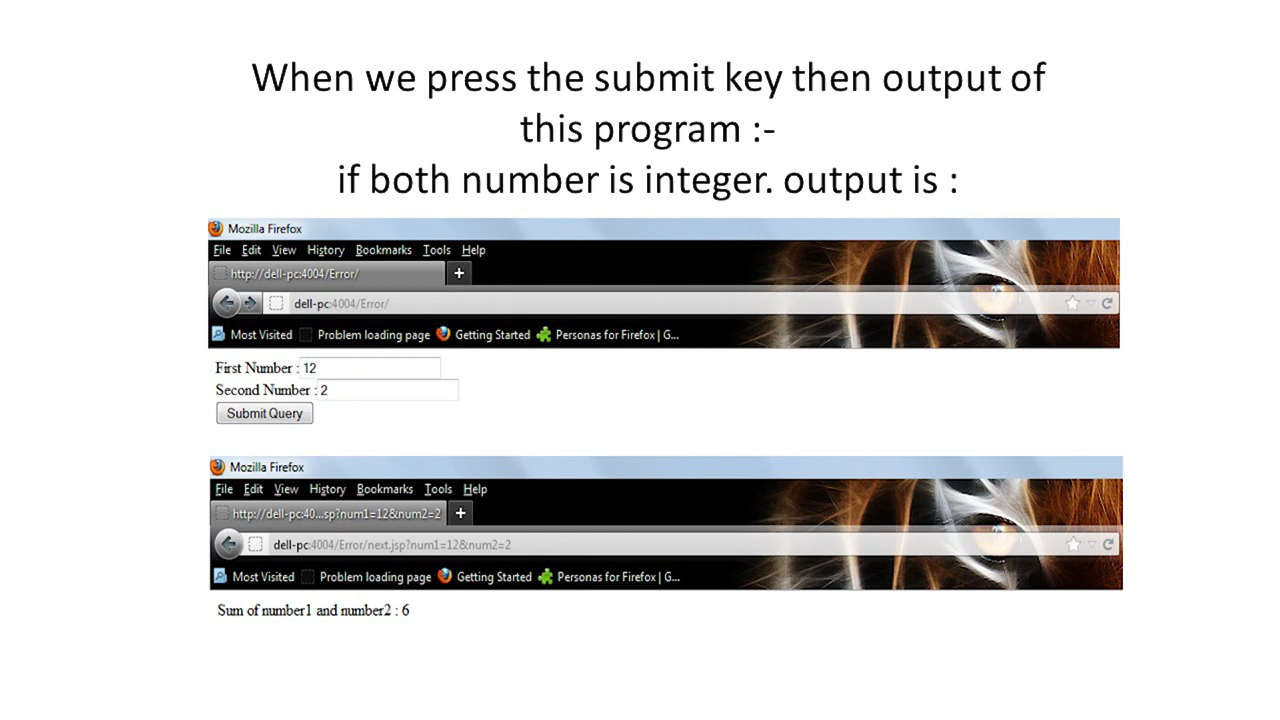 When we press the submit key then output of
this program :-
if both number is integer. output is :
Mozilla Firefox
File Edit View History Bookmarks Tools Help
http://dell-pc:4004/Error/ +
dell-pc:4004/Error/
Most Visited Problem loading page Getting Started Personas for Firefox | G...
First Number : 12
Second Number : 2
Submit Query
Mozilla Firefox
File Edit View History Bookmarks Tools Help
http://dell-pc:40...sp?num1=12&num2=2 +
dell-pc:4004/Error/next.jsp?num1=12&num2=2
Most Visited Problem loading page Getting Started Personas for Firefox | G...
Sum of number1 and number2 : 6